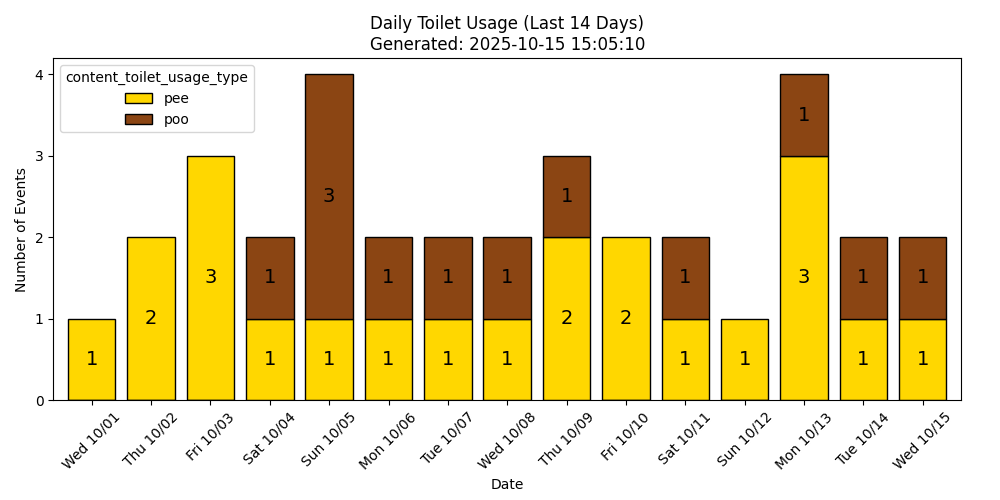 Daily Toilet Usage (Last 14 Days)
Generated: 2025-10-15 15:05:10
content_toilet_usage_type
pee
poo
Number of Events
4
3
2
1
0
1
2
3
1
1
3
1
1
1
1
1
1
1
1
2
2
1
1
1
1
3
1
1
1
1
Wed 10/01
Thu 10/02
Fri 10/03
Sat 10/04
Sun 10/05
Mon 10/06
Tue 10/07
Wed 10/08
Thu 10/09
Fri 10/10
Sat 10/11
Sun 10/12
Mon 10/13
Tue 10/14
Wed 10/15
Date